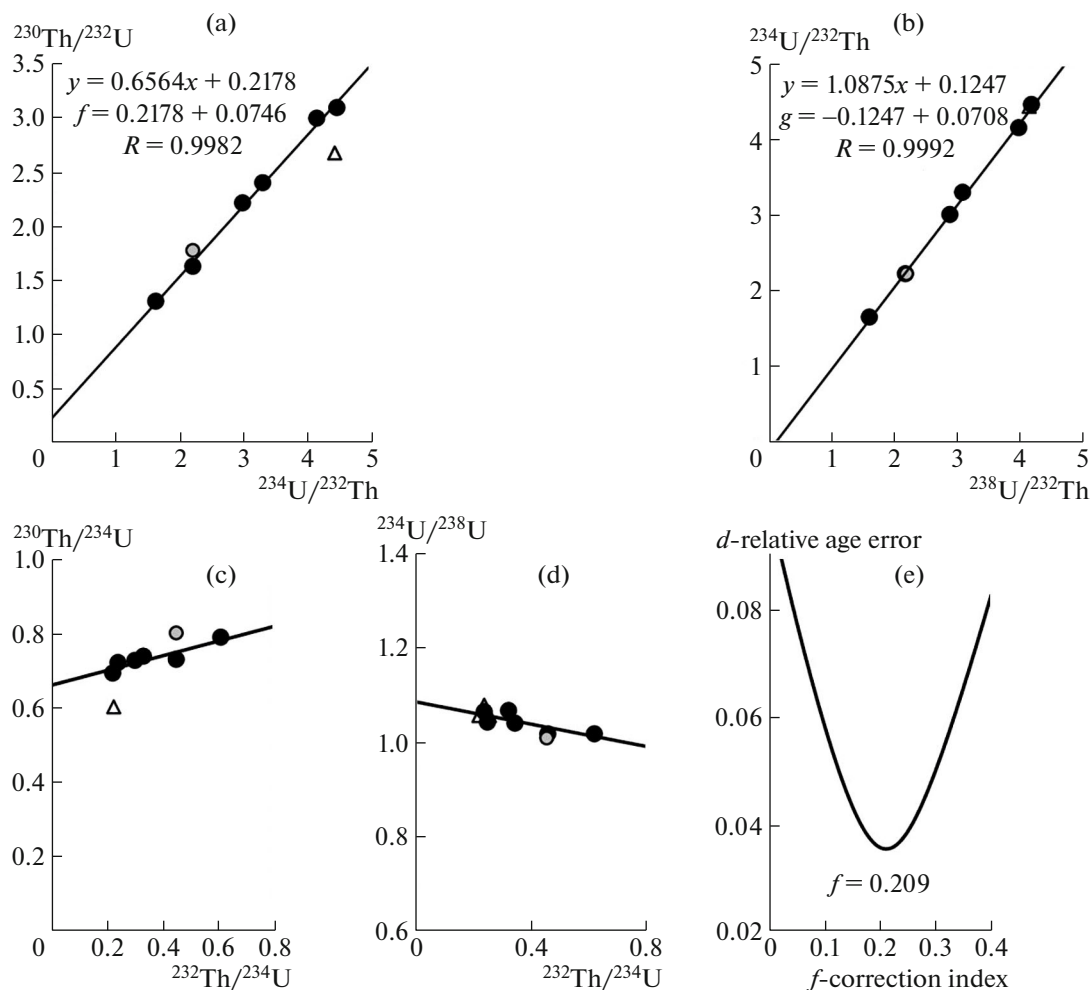 (a)
²³⁰Th/²³²U
3.5
3.0
2.5
2.0
1.5
1.0
0.5
0
y = 0.6564x + 0.2178
f = 0.2178 + 0.0746
R = 0.9982
1 2 3 4 5
²³⁴U/²³²Th
(b)
²³⁴U/²³²Th
5
4
3
2
1
0
y = 1.0875x + 0.1247
g = –0.1247 + 0.0708
R = 0.9992
1 2 3 4 5
²³⁸U/²³²Th
²³⁰Th/²³⁴U
(c)
1.0
0.8
0.6
0.4
0.2
0 0.2 0.4 0.6 0.8
²³²Th/²³⁴U
²³⁴U/²³⁸U
(d)
1.4
1.2
1.0
0.8
0.6
0 0.4 0.8
²³²Th/²³⁴U
d-relative age error
(e)
0.08
0.06
0.04
0.02
f = 0.209
0 0.1 0.2 0.3 0.4
f-correction index